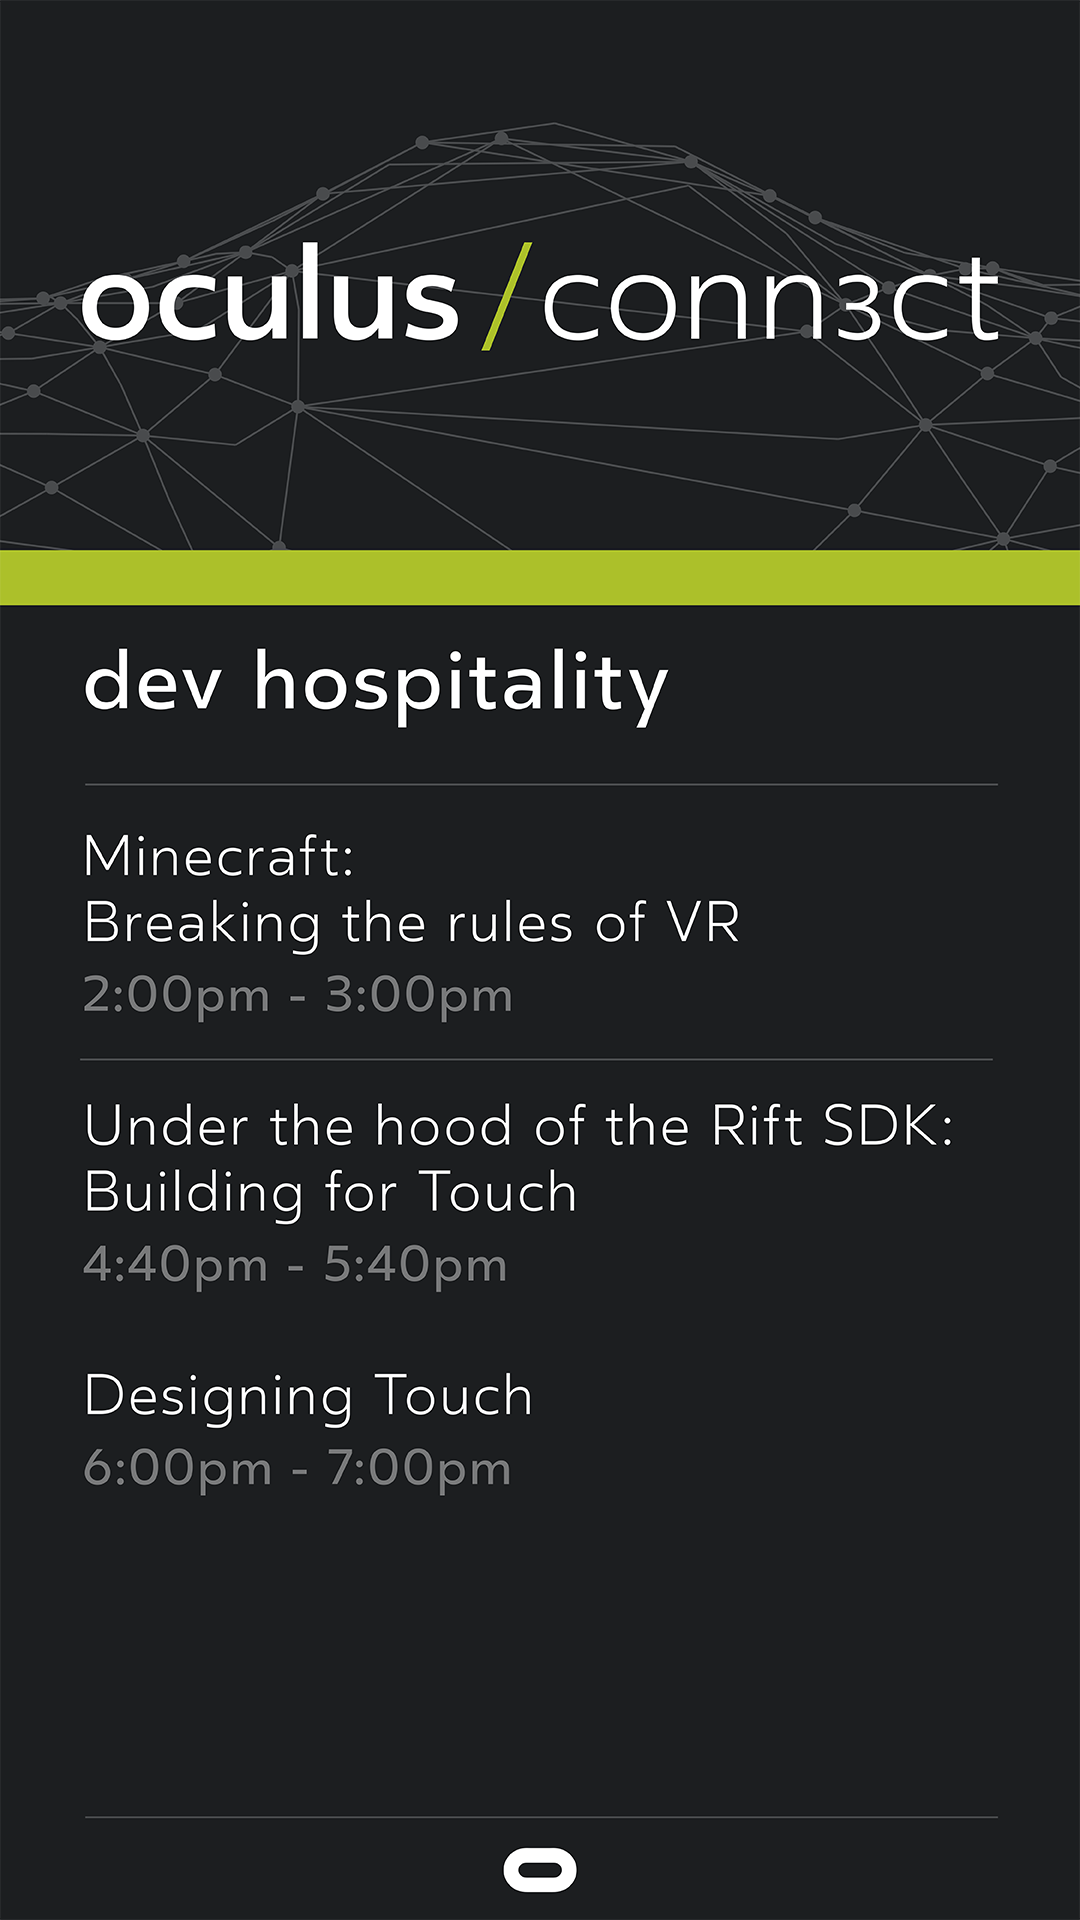 oculus/conn3ct
dev hospitality
Minecraft:
Breaking the rules of VR
2:00pm - 3:00pm
Under the hood of the Rift SDK:
Building for Touch
4:40pm - 5:40pm
Designing Touch
6:00pm - 7:00pm